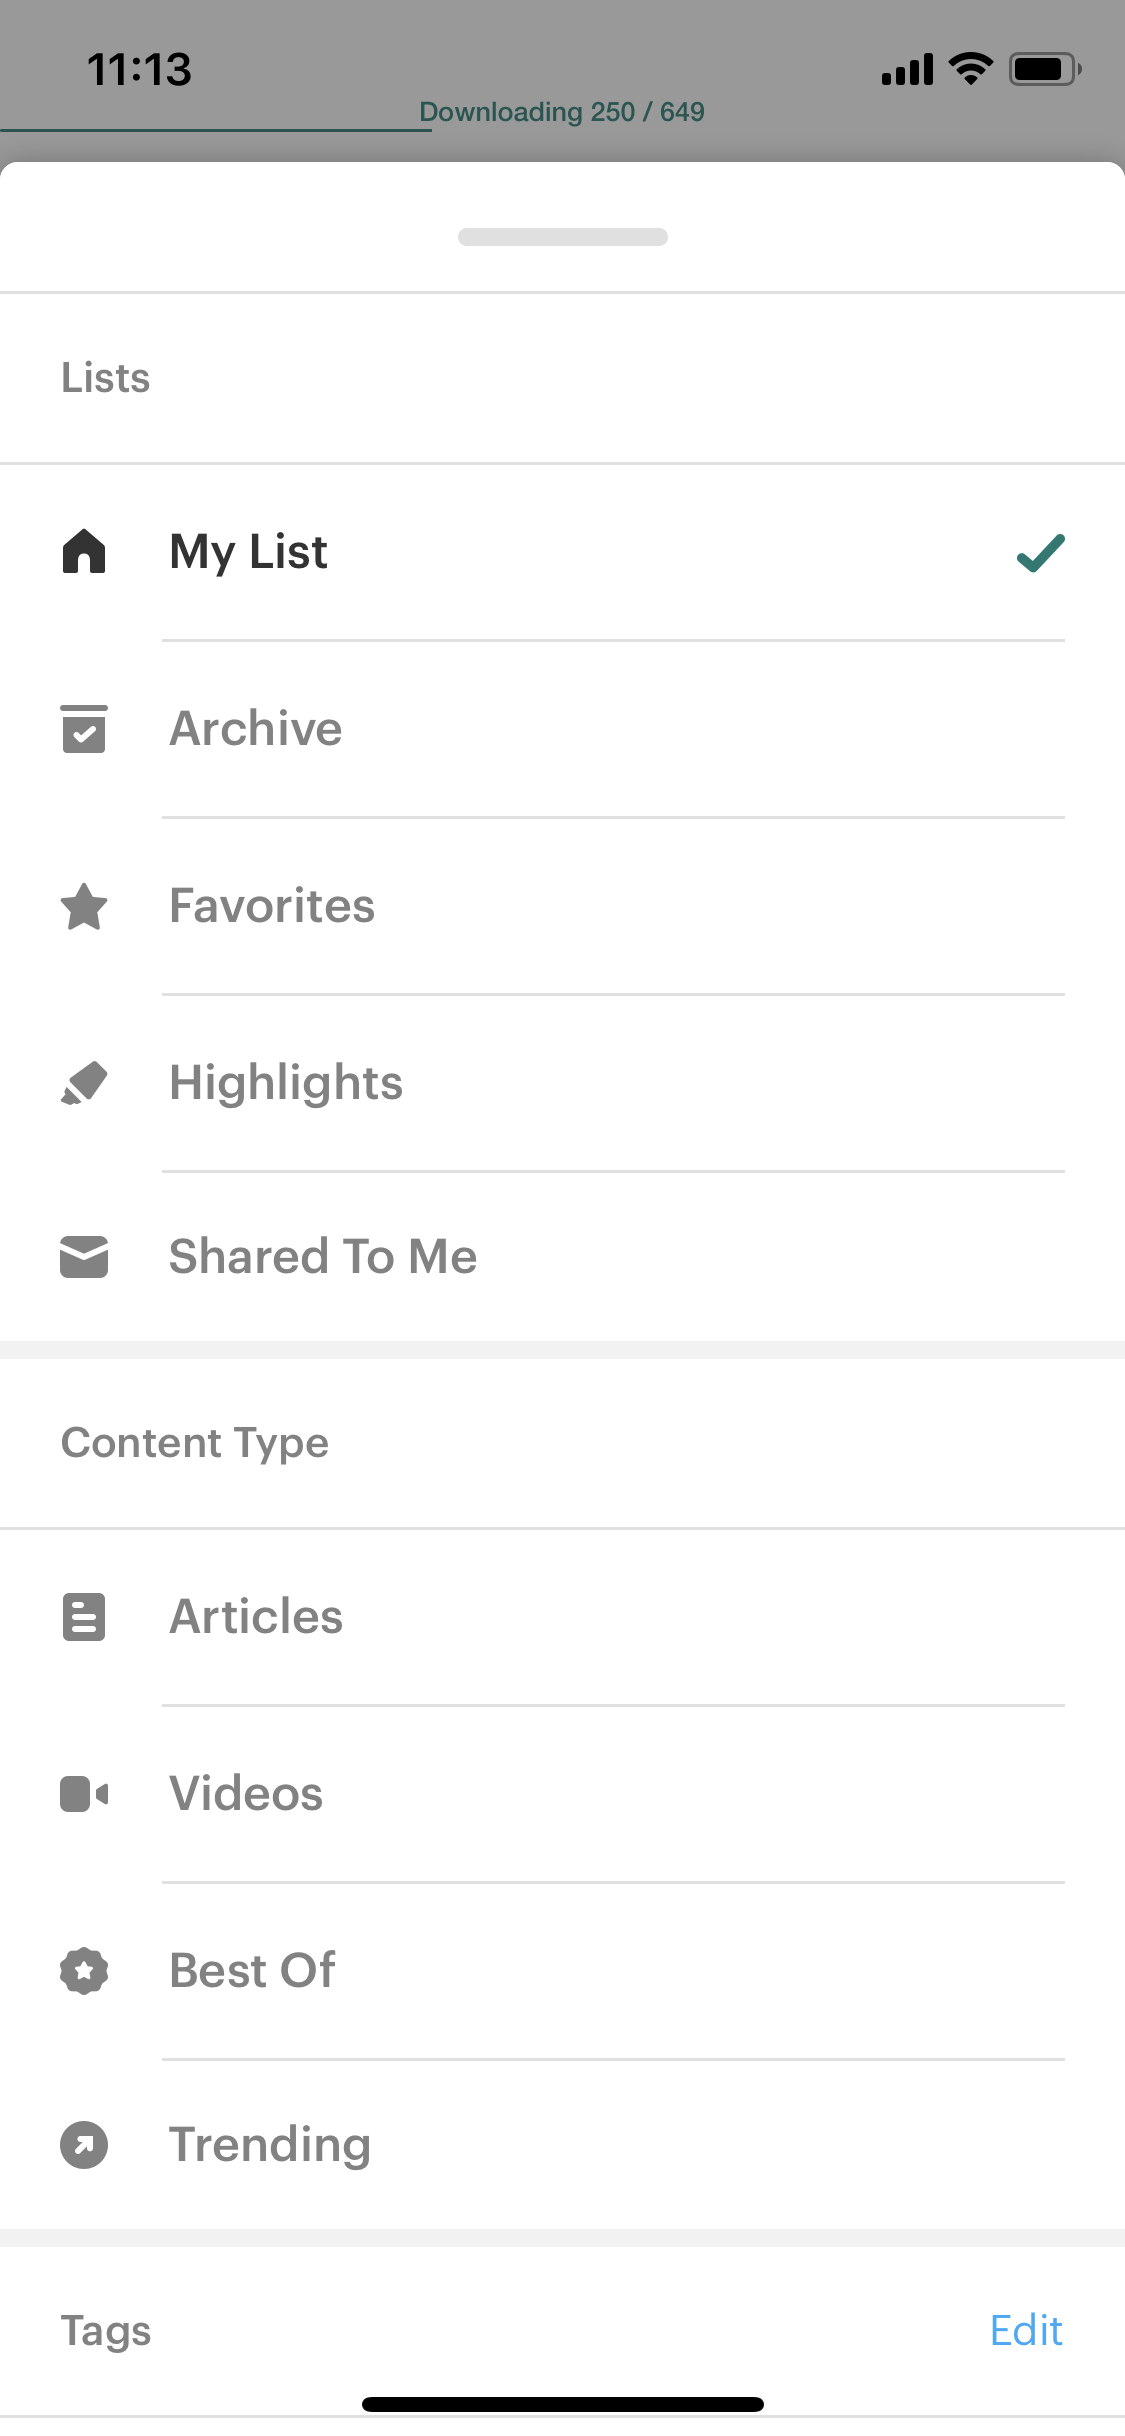 11:13
Downloading 250 / 649
Lists
My List
Archive
Favorites
Highlights
Shared To Me
Content Type
Articles
Videos
Best Of
Trending
Tags
Edit